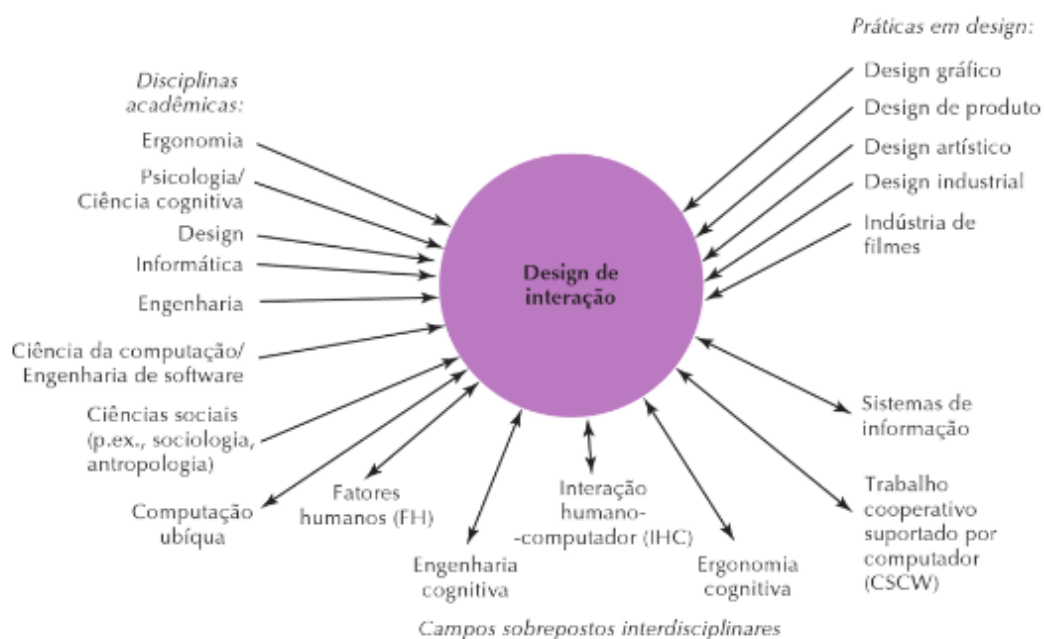 Disciplinas
acadêmicas:
Ergonomia
Psicologia/
Ciência cognitiva
Design
Informática
Engenharia
Ciência da computação/
Engenharia de software
Ciências sociais
(p.ex., sociologia,
antropologia)
Computação
ubíqua
Fatores
humanos (FH)
Engenharia
cognitiva
Interação
humano-
-computador (IHC)
Ergonomia
cognitiva
Campos sobrepostos interdisciplinares
Design de
interação
Práticas em design:
Design gráfico
Design de produto
Design artístico
Design industrial
Indústria de
filmes
Sistemas de
informação
Trabalho
cooperativo
suportado por
computador
(CSCW)